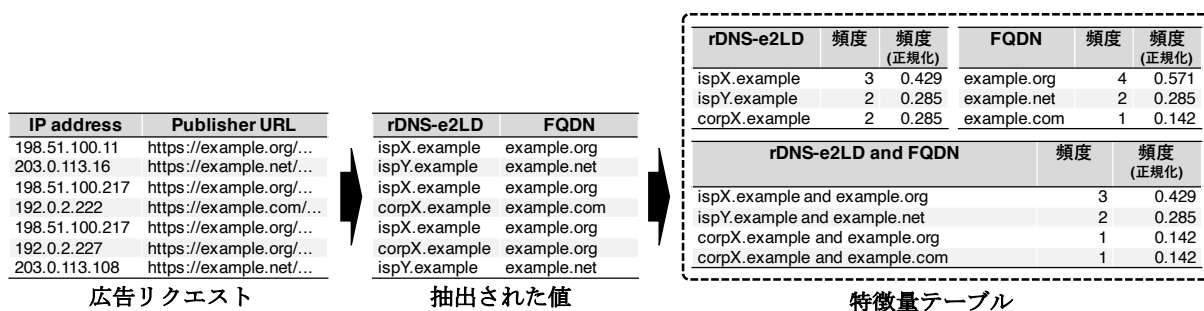 IP address Publisher URL
198.51.100.11 https://example.org/...
203.0.113.16 https://example.net/...
198.51.100.217 https://example.org/...
192.0.2.222 https://example.com/...
198.51.100.217 https://example.org/...
192.0.2.227 https://example.org/...
203.0.113.108 https://example.net/...
広告リクエスト
rDNS-e2LD FQDN
ispX.example example.org
ispY.example example.net
ispX.example example.org
corpX.example example.com
ispX.example example.org
corpX.example example.org
ispY.example example.net
抽出された値
rDNS-e2LD 頻度 頻度
(正規化)
ispX.example 3 0.429
ispY.example 2 0.285
corpX.example 2 0.285
FQDN 頻度 頻度
(正規化)
example.org 4 0.571
example.net 2 0.285
example.com 1 0.142
rDNS-e2LD and FQDN 頻度 頻度
(正規化)
ispX.example and example.org 3 0.429
ispY.example and example.net 2 0.285
corpX.example and example.org 1 0.142
corpX.example and example.com 1 0.142
特徴量テーブル